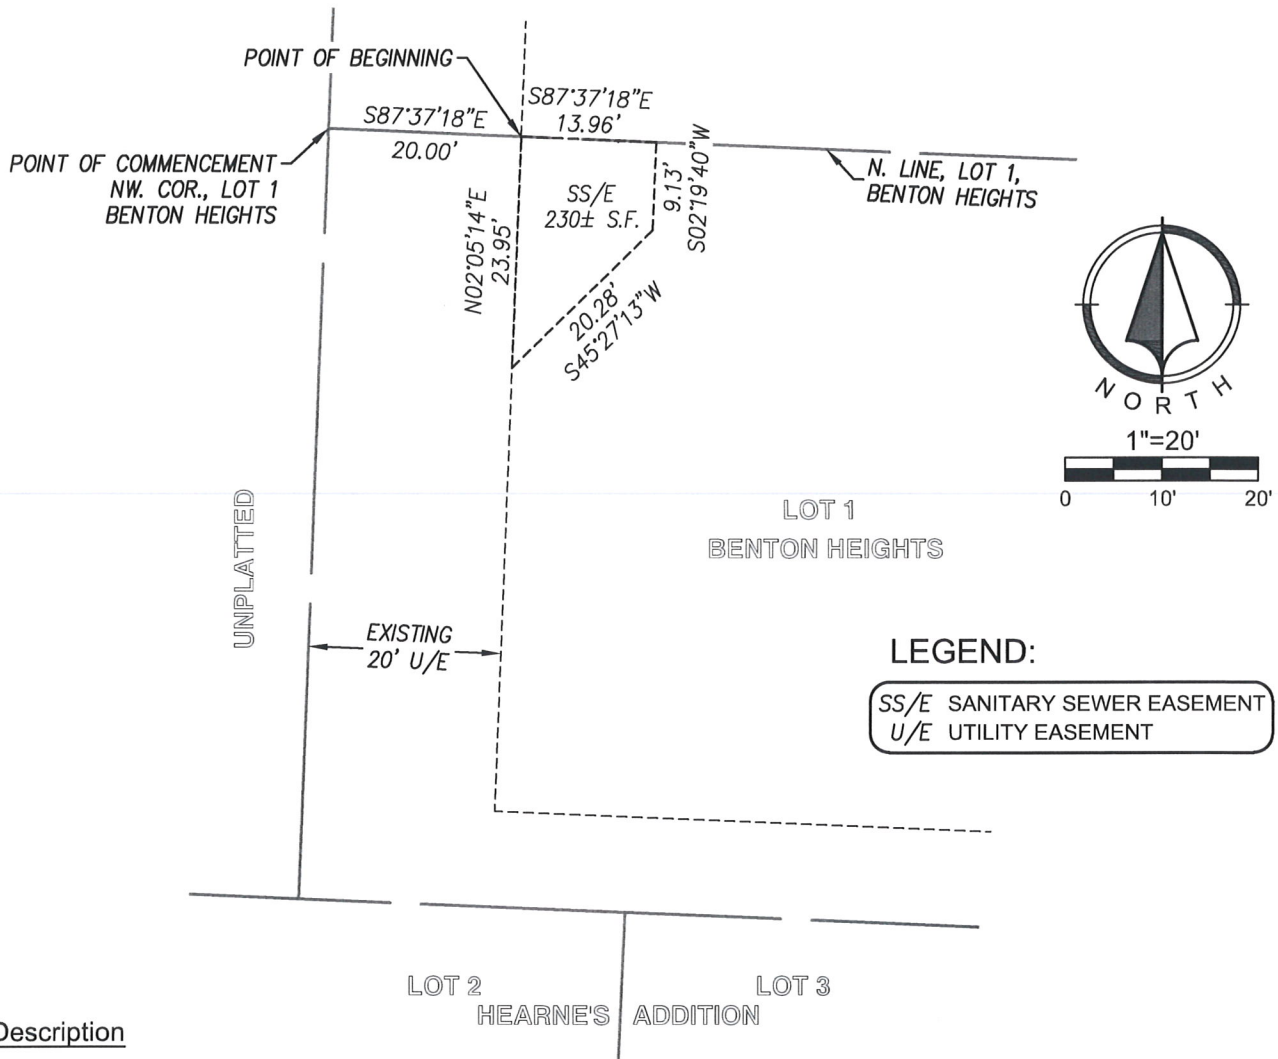 POINT OF BEGINNING
S87°37'18"E
13.96'
S87°37'18"E
20.00'
POINT OF COMMENCEMENT
NW. COR., LOT 1
BENTON HEIGHTS
N. LINE, LOT 1,
BENTON HEIGHTS
SS/E
230± S.F.
9.13'
S02°19'40"W
N02°05'14"E
23.95'
20.28'
S45°27'13"W
NORTH
1"=20'
0 10' 20'
LOT 1
BENTON HEIGHTS
UNPLATTED
EXISTING
20' U/E
LEGEND:
SS/E SANITARY SEWER EASEMENT
U/E UTILITY EASEMENT
LOT 2 LOT 3
HEARNE'S ADDITION
Description